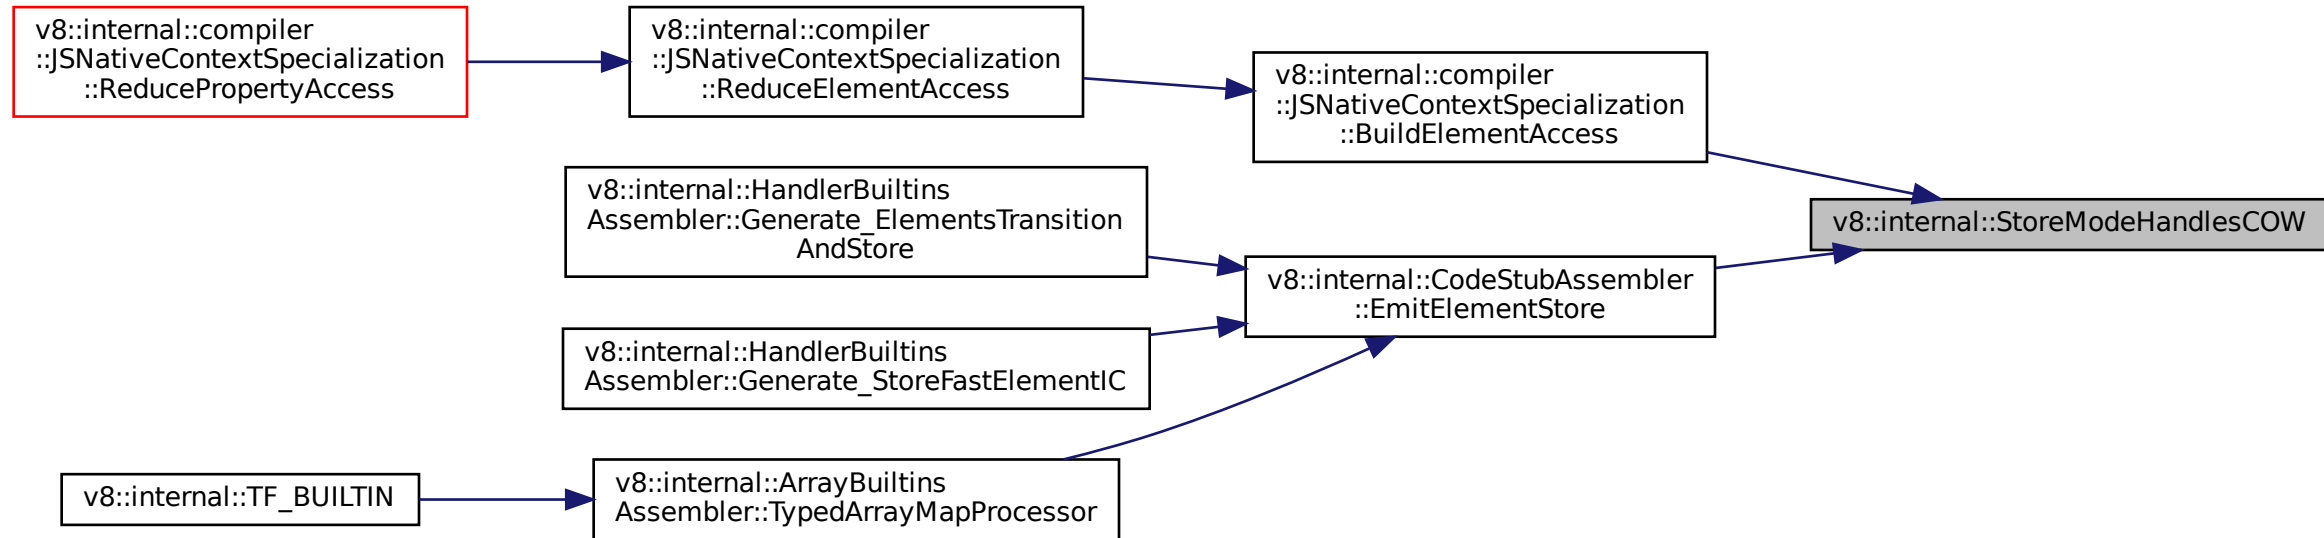 v8::internal::compiler
::JSNativeContextSpecialization
::ReducePropertyAccess
v8::internal::compiler
::JSNativeContextSpecialization
::ReduceElementAccess
v8::internal::compiler
::JSNativeContextSpecialization
::BuildElementAccess
v8::internal::HandlerBuiltins
Assembler::Generate_ElementsTransition
AndStore
v8::internal::StoreModeHandlesCOW
v8::internal::CodeStubAssembler
::EmitElementStore
v8::internal::HandlerBuiltins
Assembler::Generate_StoreFastElementIC
v8::internal::TF_BUILTIN
v8::internal::ArrayBuiltins
Assembler::TypedArrayMapProcessor